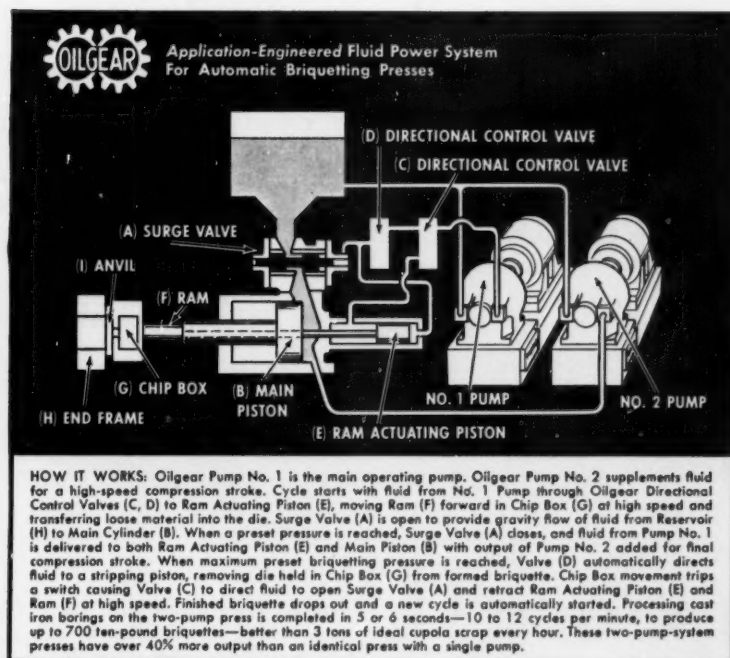 OILGEAR
Application-Engineered Fluid Power System
For Automatic Briquetting Presses
(D) DIRECTIONAL CONTROL VALVE
(C) DIRECTIONAL CONTROL VALVE
(A) SURGE VALVE
(I) ANVIL
(F) RAM
(G) CHIP BOX
(B) MAIN
PISTON
(H) END FRAME
NO. 1 PUMP
NO. 2 PUMP
(E) RAM ACTUATING PISTON
HOW IT WORKS: Oilgear Pump No. 1 is the main operating pump. Oilgear Pump No. 2 supplements fluid
for a high-speed compression stroke. Cycle starts with fluid from No. 1 Pump through Oilgear Directional
Control Valves (C, D) to Ram Actuating Piston (E), moving Ram (F) forward in Chip Box (G) at high speed and
transferring loose material into the die. Surge Valve (A) is open to provide gravity flow of fluid from Reservoir
(H) to Main Cylinder (B). When a preset pressure is reached, Surge Valve (A) closes, and fluid from Pump No. 1
is delivered to both Ram Actuating Piston (E) and Main Piston (B) with output of Pump No. 2 added for final
compression stroke. When maximum preset briquetting pressure is reached, Valve (D) automatically directs
fluid to a stripping piston, removing die held in Chip Box (G) from formed briquette. Chip Box movement trips
a switch causing Valve (C) to direct fluid to open Surge Valve (A) and retract Ram Actuating Piston (E) and
Ram (F) at high speed. Finished briquette drops out and a new cycle is automatically started. Processing cast
iron borings on the two-pump press is completed in 5 or 6 seconds—10 to 12 cycles per minute, to produce
up to 700 ten-pound briquettes—better than 3 tons of ideal cupola scrap every hour. These two-pump-system
presses have over 40% more output than an identical press with a single pump.